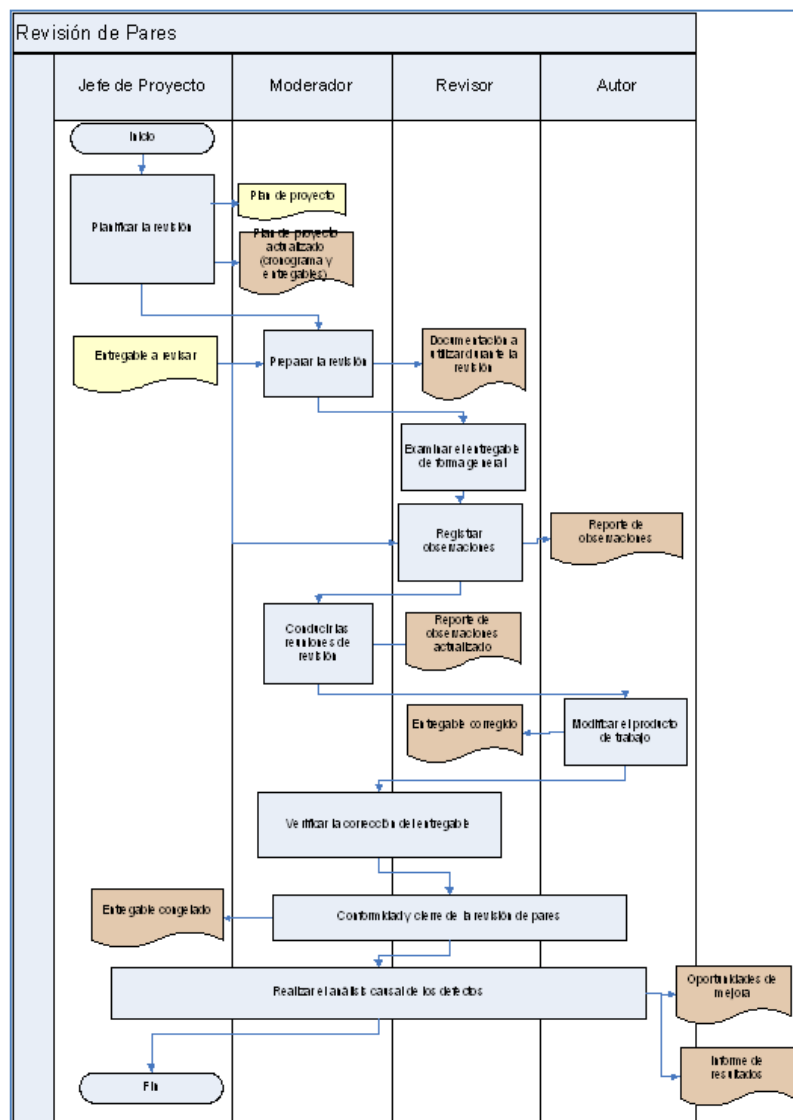 Revisión de Pares
Jefe de Proyecto
Moderador
Revisor
Autor
Inicio
Planificar la revisión
Plan de proyecto
Plan de proyecto
actualizado
(cronograma y
entregables)
Entregable a revisar
Preparar la revisión
Documentación a
utilizar durante la
revisión
Examinar el entregable
de forma general
Registrar
observaciones
Reporte de
observaciones
Conducir las
reuniones de
revisión
Reporte de
observaciones
actualizado
Entregable corregido
Modificar el producto
de trabajo
Verificar la corrección del entregable
Entregable congelado
Conformidad y cierre de la revisión de pares
Realizar el análisis causal de los defectos
Oportunidades de
mejora
Informe de
resultados
Fin